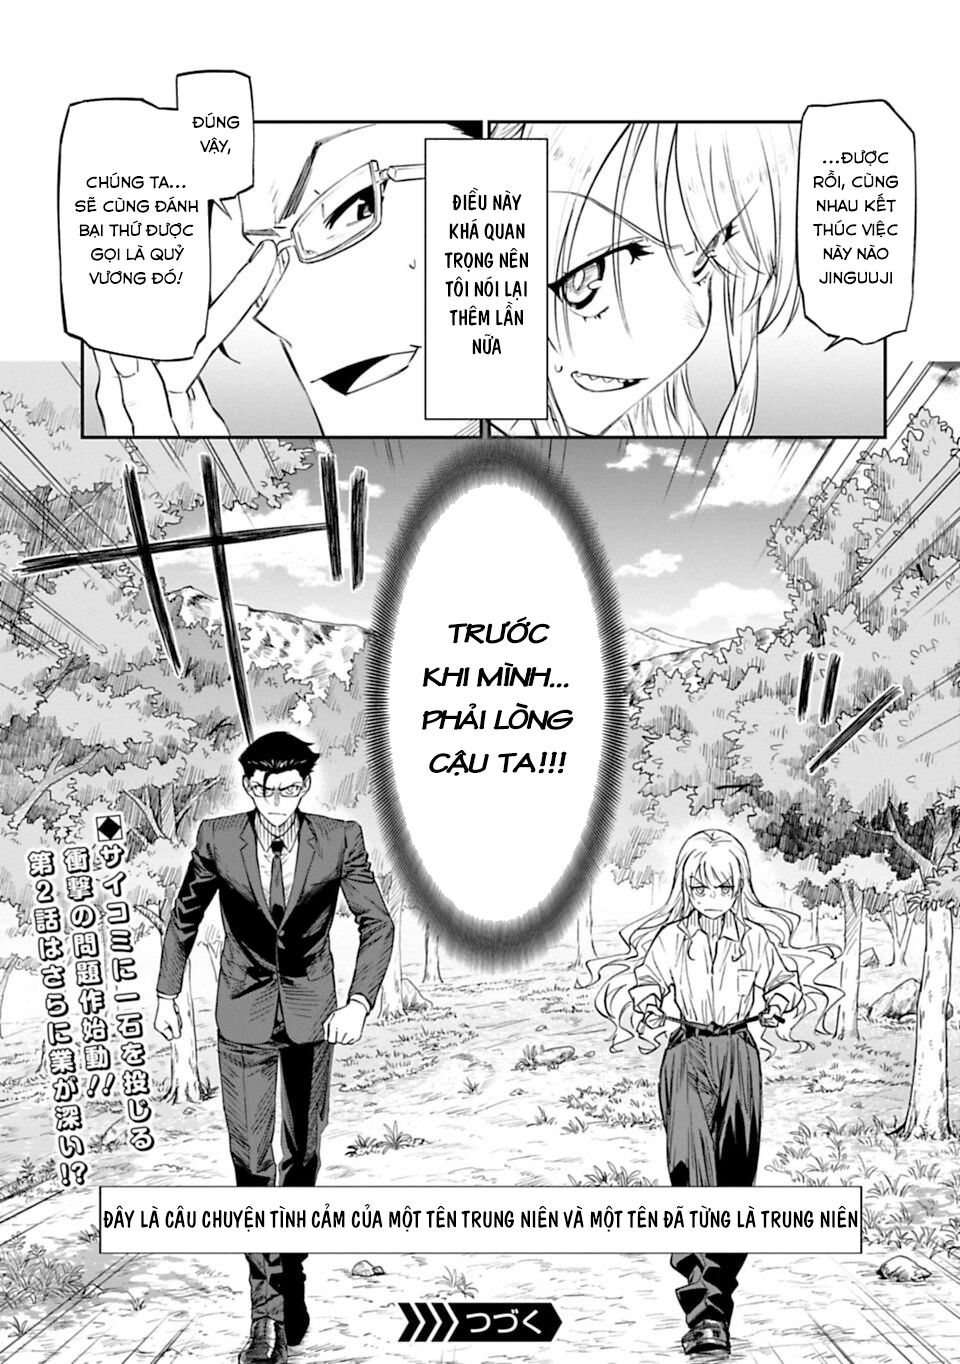 …ĐƯỢC
RỒI, CÙNG
NHAU KẾT
THÚC VIỆC
NÀY NÀO
JINGUUJI
ĐIỀU NÀY
KHÁ QUAN
TRỌNG NÊN
TÔI NÓI LẠI
THÊM LẦN
NỮA
ĐÚNG
VẬY,
CHÚNG TA...
SẼ CÙNG ĐÁNH
BẠI THỨ ĐƯỢC
GỌI LÀ QUỶ
VƯƠNG ĐÓ!
TRƯỚC
KHI MÌNH...
PHẢI LÒNG
CẬU TA!!!
◆サイコミに一石を投じる
衝撃の問題作始動!!
第2話はさらに業が深い!?
ĐÂY LÀ CÂU CHUYỆN TÌNH CẢM CỦA MỘT TÊN TRUNG NIÊN VÀ MỘT TÊN ĐÃ TỪNG LÀ TRUNG NIÊN
つづく